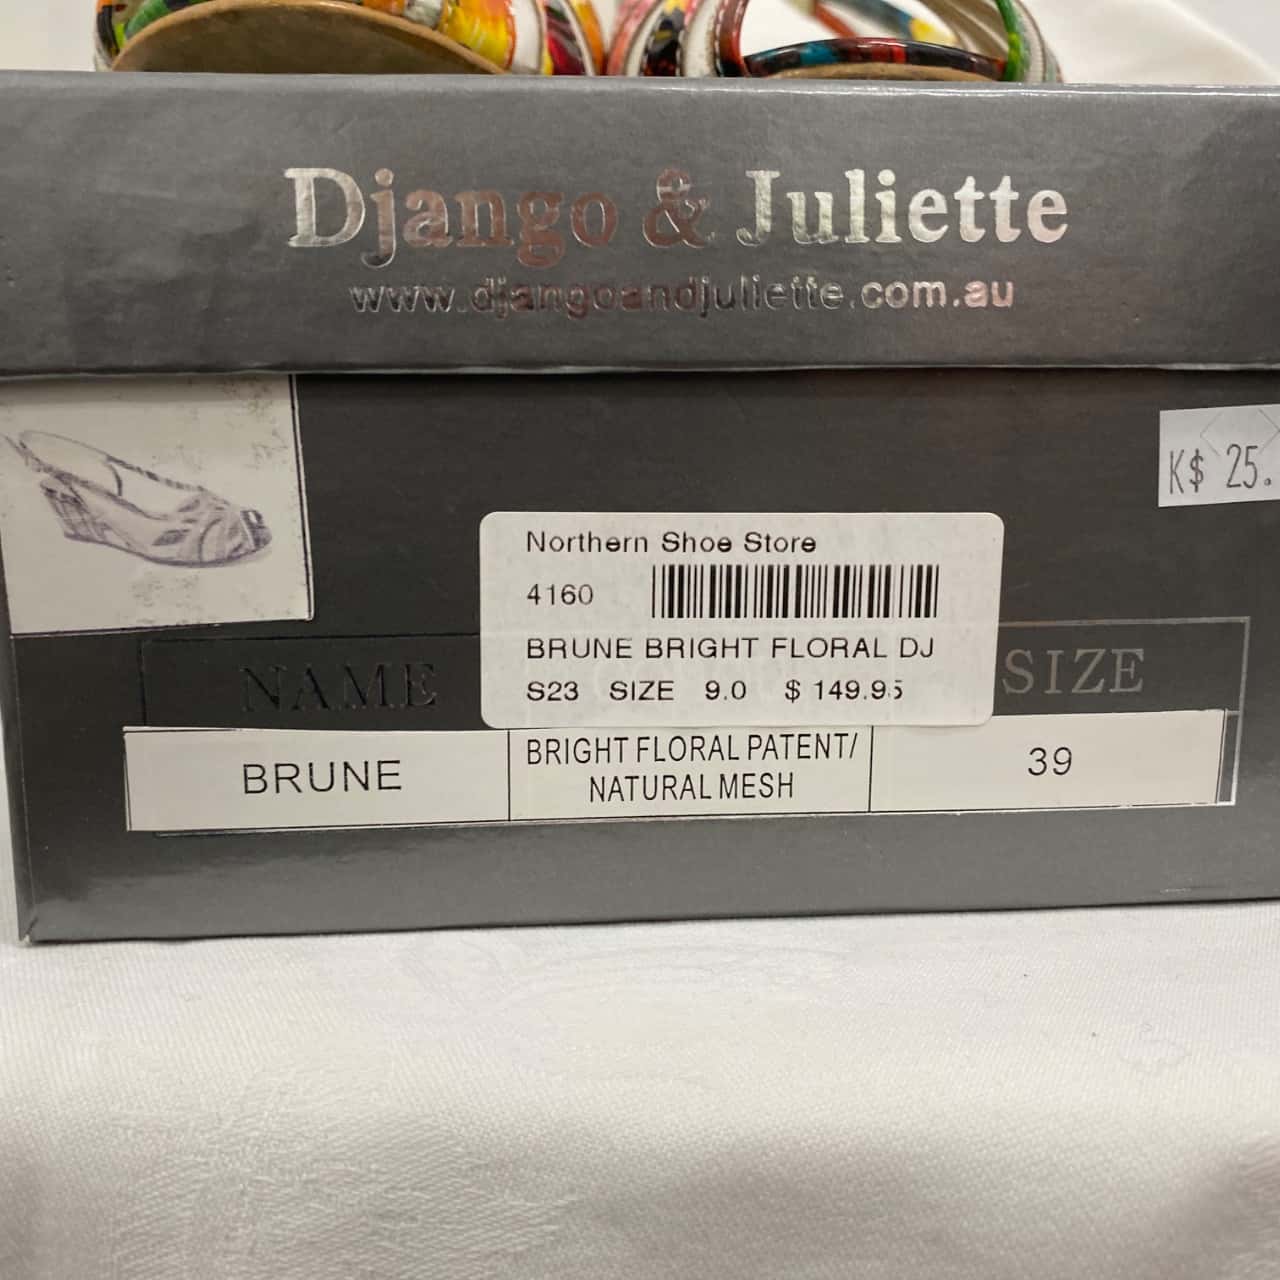 Django & Juliette
www.djangoandjuliette.com.au
K$ 25.
Northern Shoe Store
4160
BRUNE BRIGHT FLORAL DJ
S23 SIZE 9.0 $ 149.95
NAME
SIZE
BRUNE
BRIGHT FLORAL PATENT/
NATURAL MESH
39